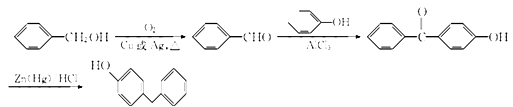 CH₂OH
O₂
Cu或Ag,△
CHO
OH
AlCl₃
O
C
OH
Zn(Hg) HCl
HO